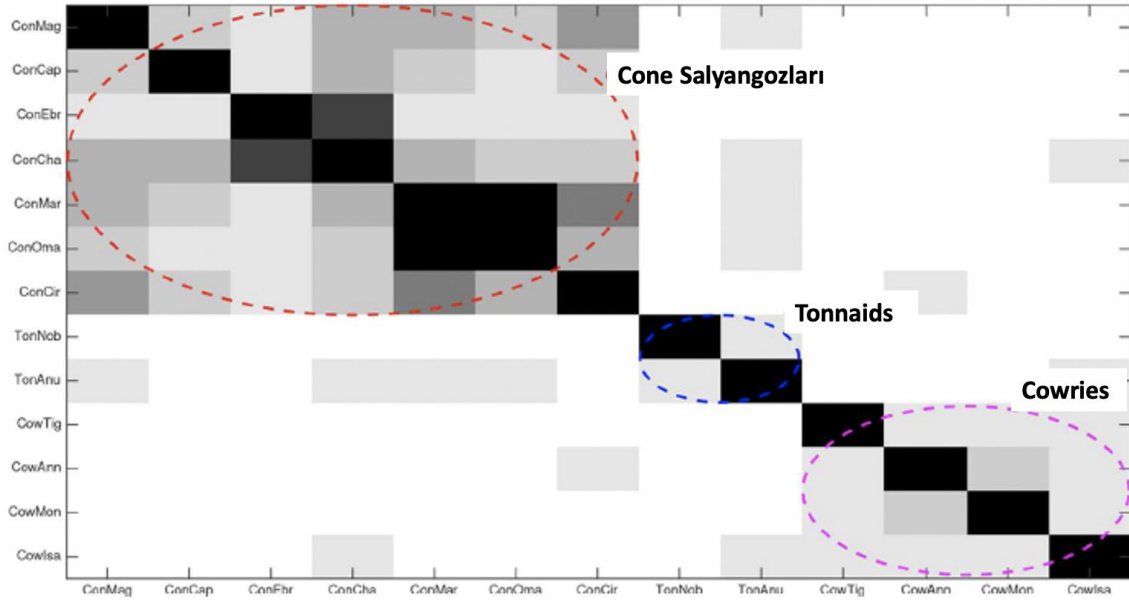 ConMag
ConCap
Cone Salyangozları
ConEbr
ConCha
ConMar
ConOma
ConCir
Tonnaids
TonNob
TonAnu
Cowries
CowTig
CowAnn
CowMon
CowIsa
ConMag ConCap ConEbr ConCha ConMar ConOma ConCir TonNob TonAnu CowTig CowAnn CowMon CowIsa